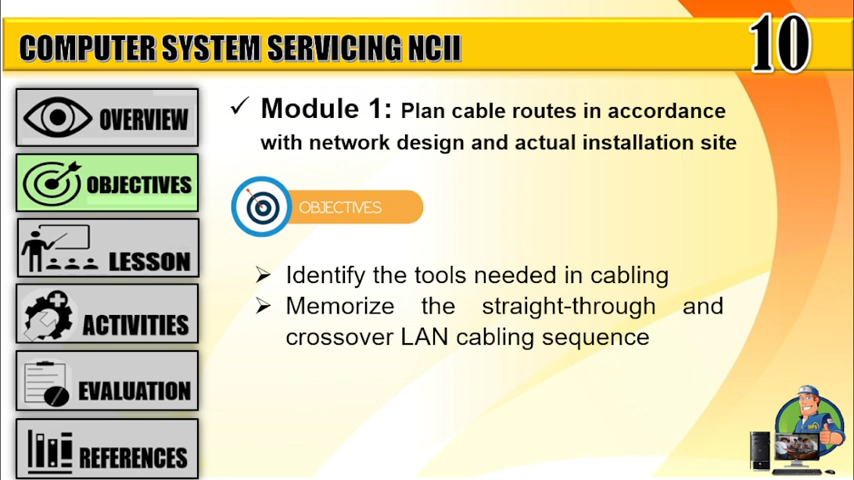 COMPUTER SYSTEM SERVICING NCII
10
OVERVIEW
OBJECTIVES
LESSON
ACTIVITIES
EVALUATION
REFERENCES
✓ Module 1: Plan cable routes in accordance
with network design and actual installation site
OBJECTIVES
➢ Identify the tools needed in cabling
➢ Memorize the straight-through and
crossover LAN cabling sequence